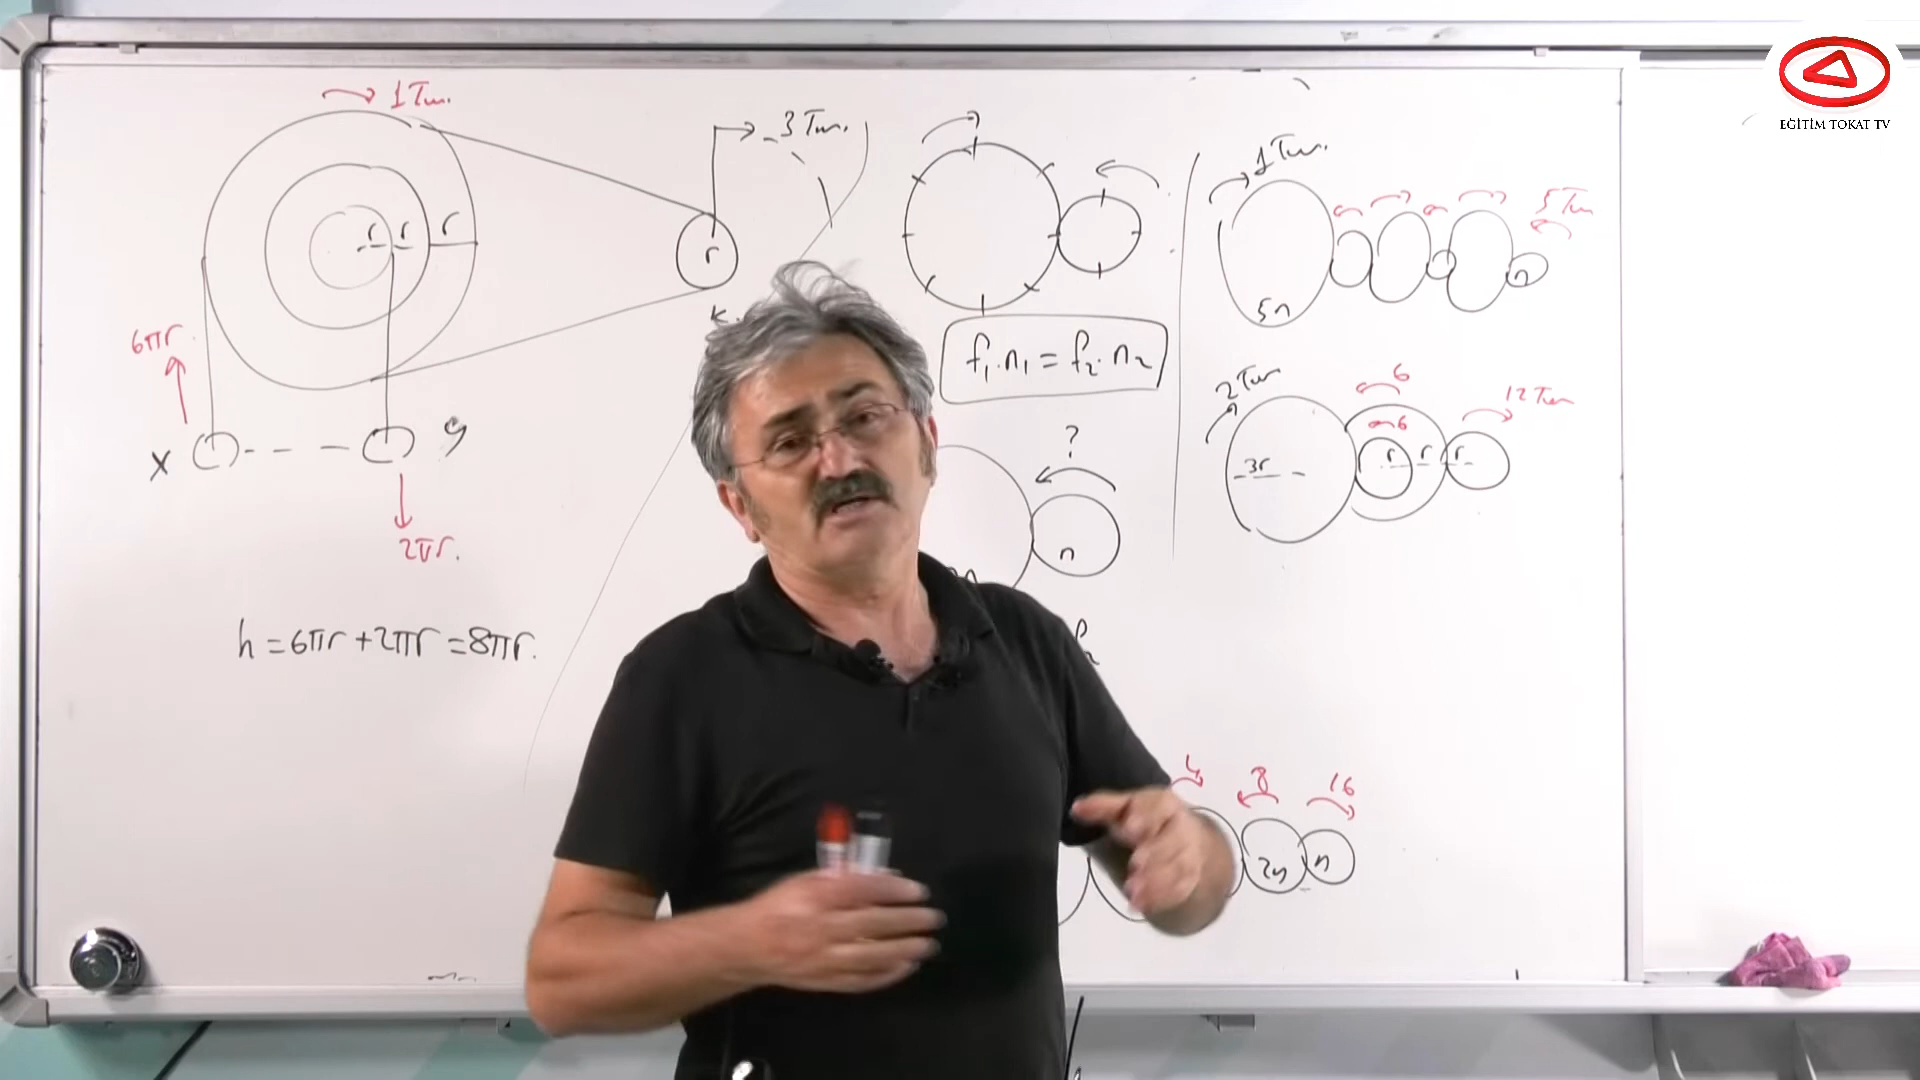 EĞİTİM TOKAT TV
1 Tur.
r r r
6πr
x
y
2πr.
h = 6πr + 2πr = 8πr.
3 Tur.
r
K
f₁.n₁ = f₂.n₂
?
n
1 Tur.
5n
5 Tur
n
2 Tur
6
12 Tur
6
3r
r r r
4
8
16
2n
n